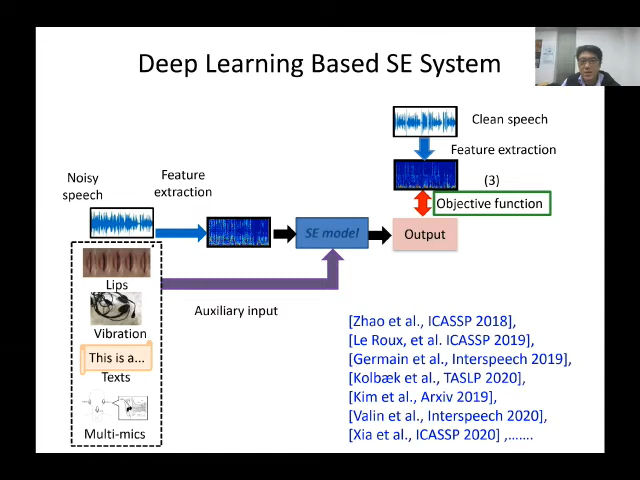 Deep Learning Based SE System
Clean speech
Feature extraction
(3)
Objective function
Noisy
speech
Feature
extraction
SE model
Output
Lips
Auxiliary input
Vibration
This is a...
Texts
Multi-mics
[Zhao et al., ICASSP 2018],
[Le Roux, et al. ICASSP 2019],
[Germain et al., Interspeech 2019],
[Kolbæk et al., TASLP 2020],
[Kim et al., Arxiv 2019],
[Valin et al., Interspeech 2020],
[Xia et al., ICASSP 2020] ,…….